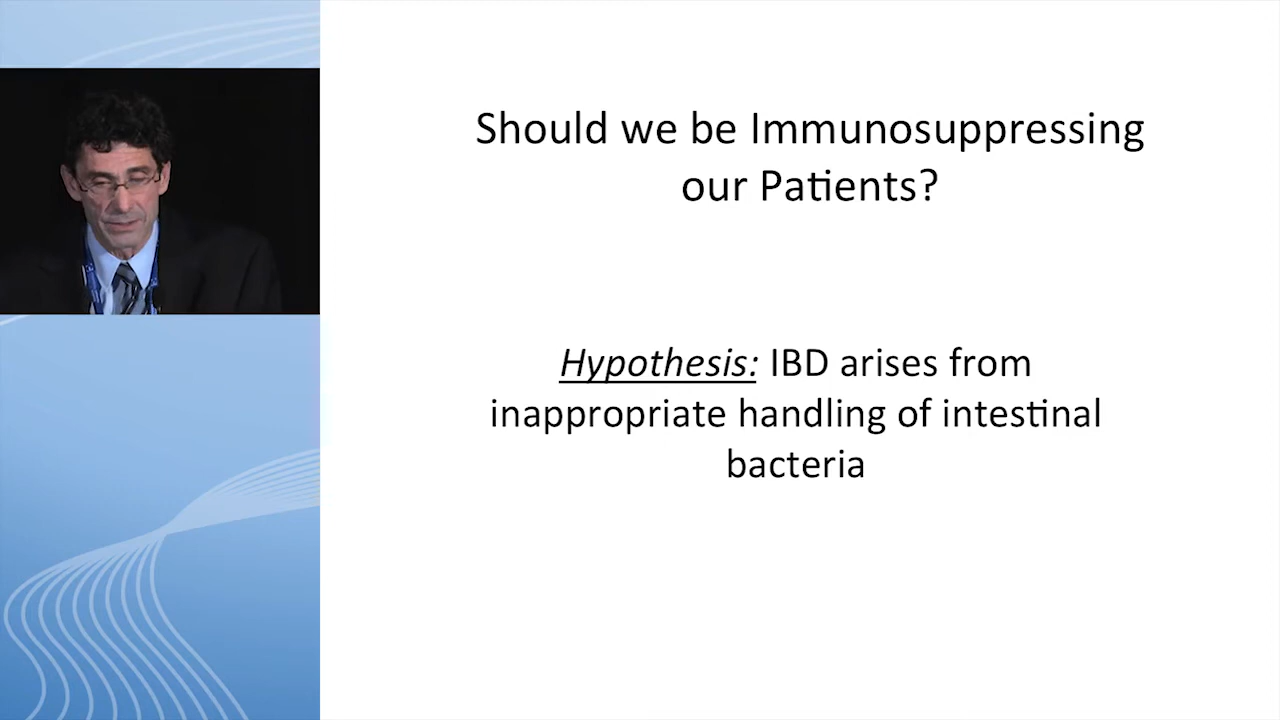 Should we be Immunosuppressing
our Patients?
Hypothesis: IBD arises from
inappropriate handling of intestinal
bacteria